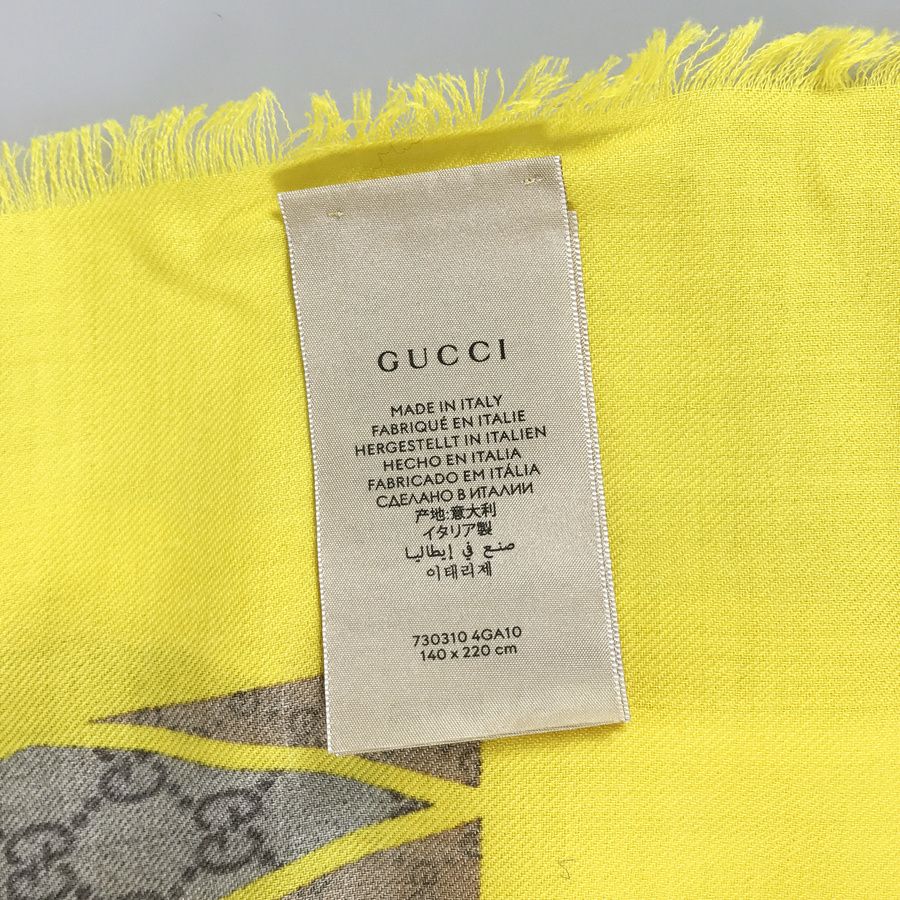 GUCCI
MADE IN ITALY
FABRIQUÉ EN ITALIE
HERGESTELLT IN ITALIEN
HECHO EN ITALIA
FABRICADO EM ITÁLIA
СДЕЛАНО В ИТАЛИИ
产地:意大利
イタリア製
صنع في إيطاليا
이태리제
730310 4GA10
140 x 220 cm